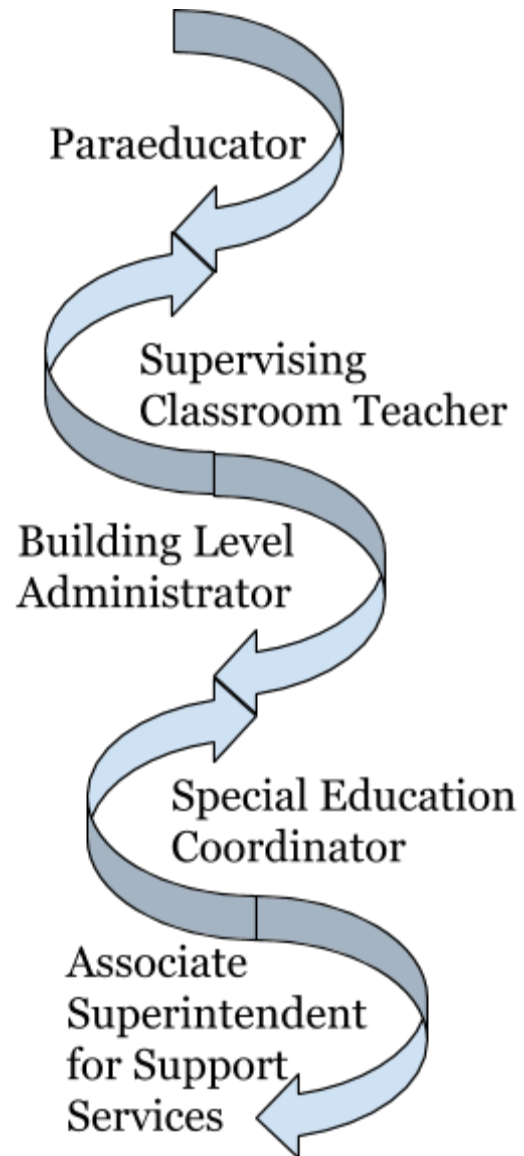 Paraeducator
Supervising
Classroom Teacher
Building Level
Administrator
Special Education
Coordinator
Associate
Superintendent
for Support
Services